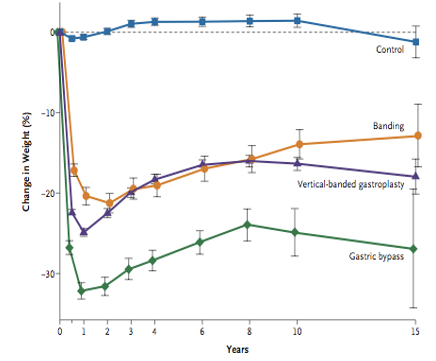 0
Control
-10
Banding
Change in Weight (%)
Vertical-banded gastroplasty
-20
Gastric bypass
-30
0 1 2 3 4 6 8 10 15
Years